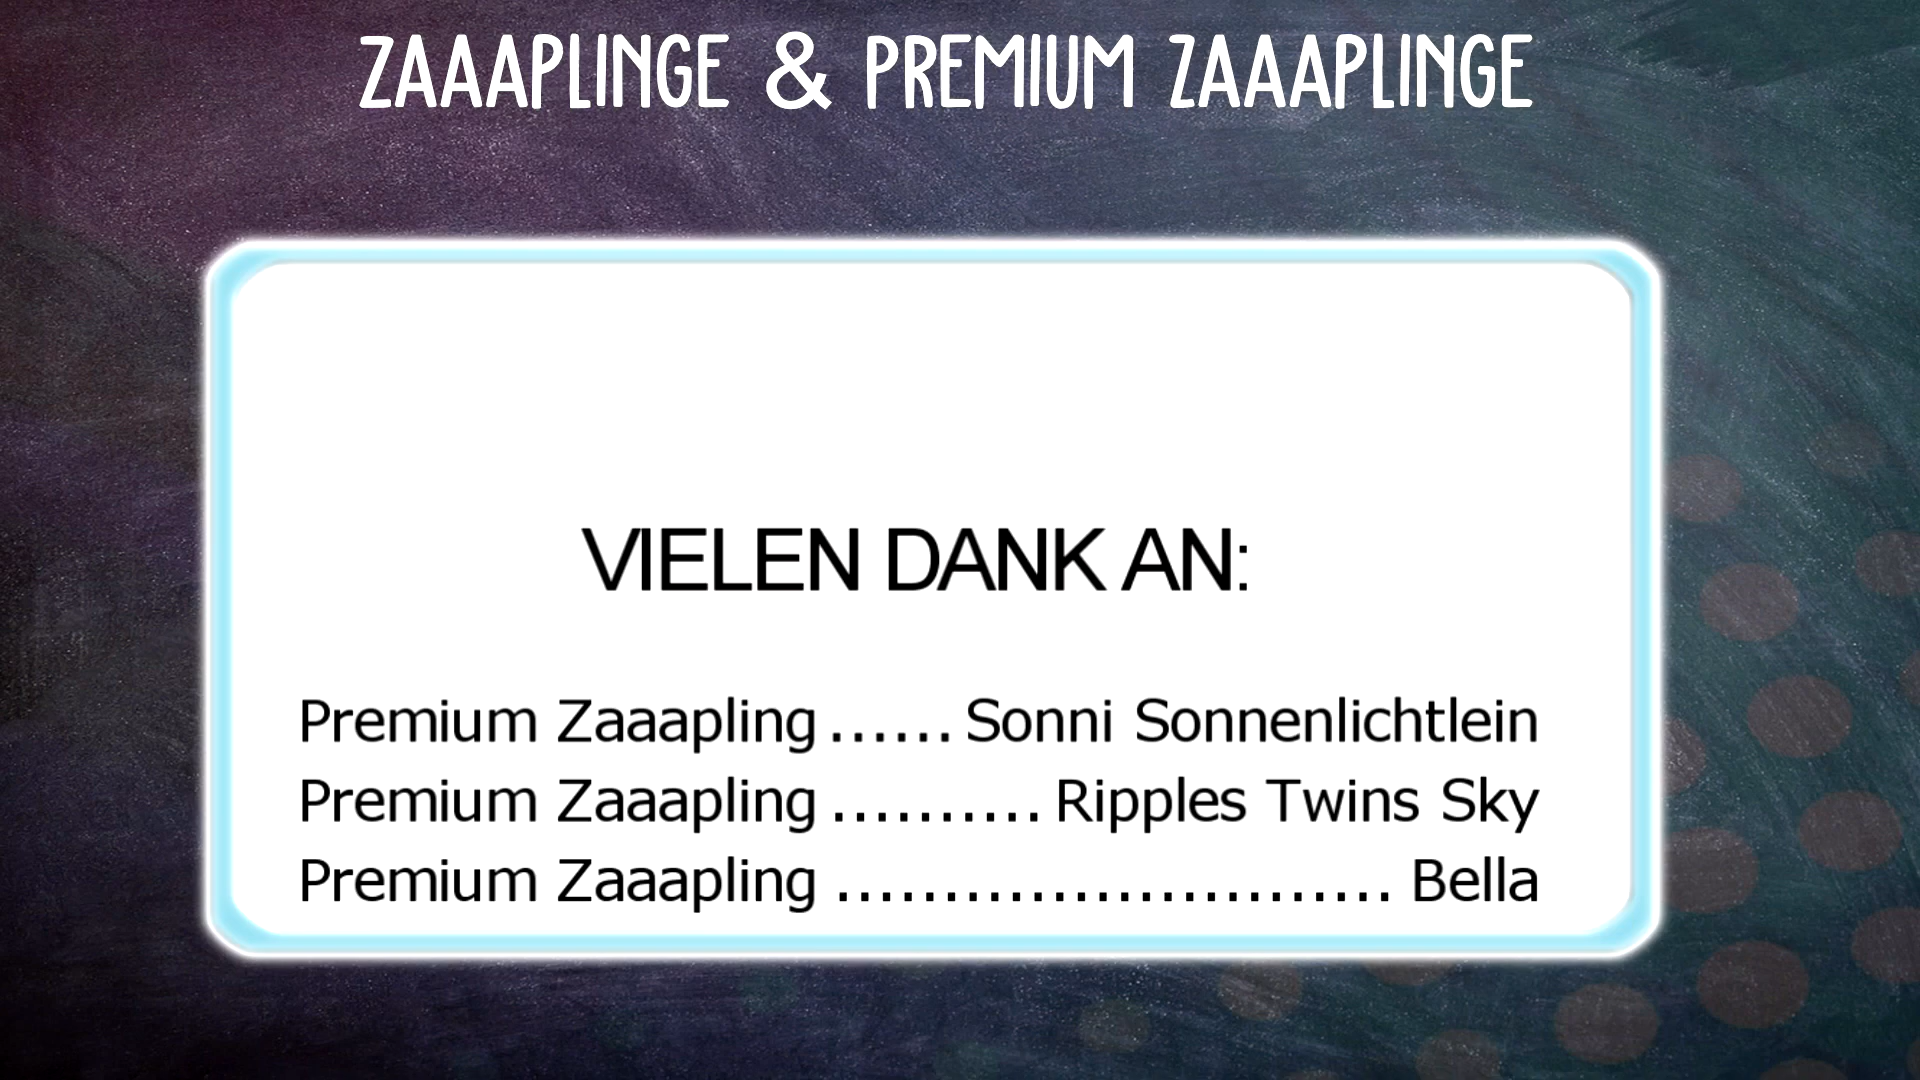 ZAAAPLINGE & PREMIUM ZAAAPLINGE
VIELEN DANK AN:
Premium Zaaapling ...... Sonni Sonnenlichtlein
Premium Zaaapling .......... Ripples Twins Sky
Premium Zaaapling .......................... Bella